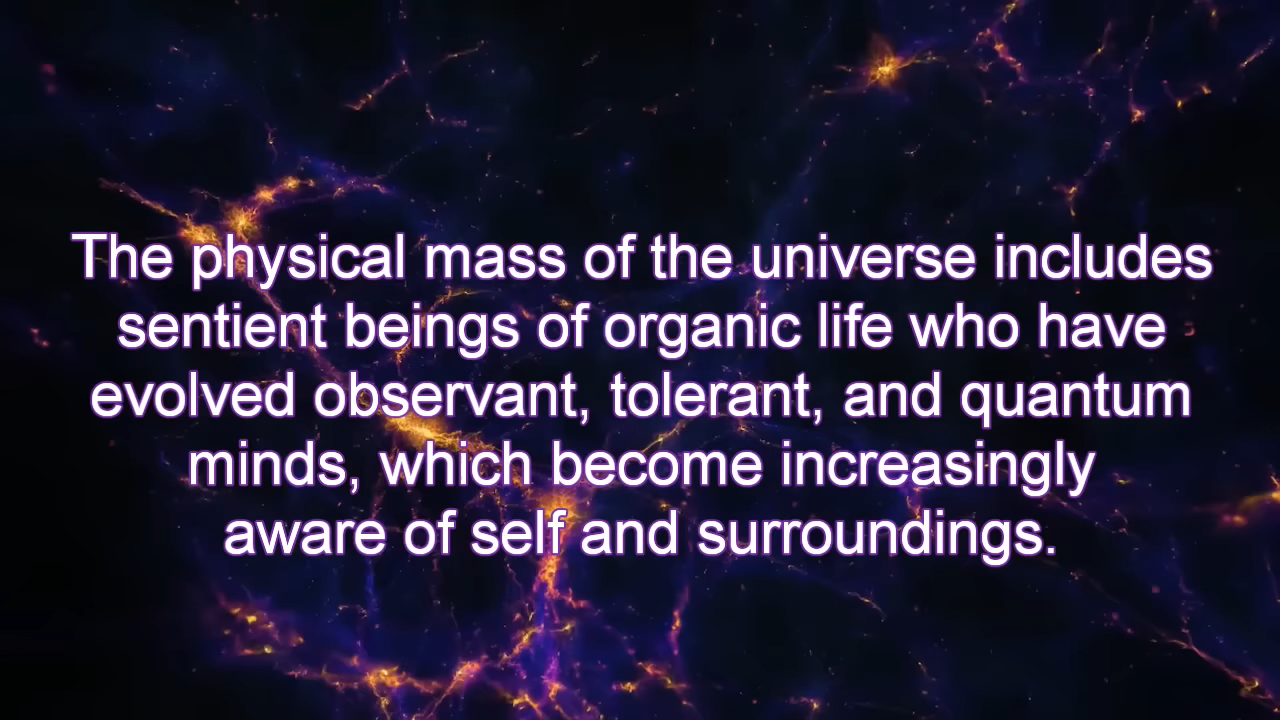 The physical mass of the universe includes
sentient beings of organic life who have
evolved observant, tolerant, and quantum
minds, which become increasingly
aware of self and surroundings.